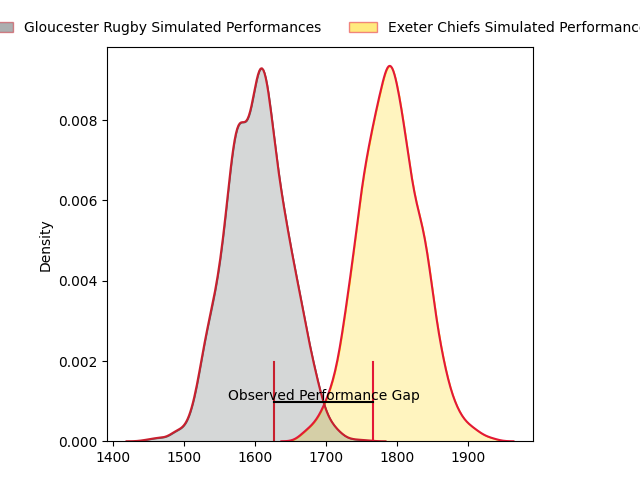 Gloucester Rugby Simulated Performances
Exeter Chiefs Simulated Performanc
Density
0.008
0.006
0.004
0.002
0.000
Observed Performance Gap
1400 1500 1600 1700 1800 1900